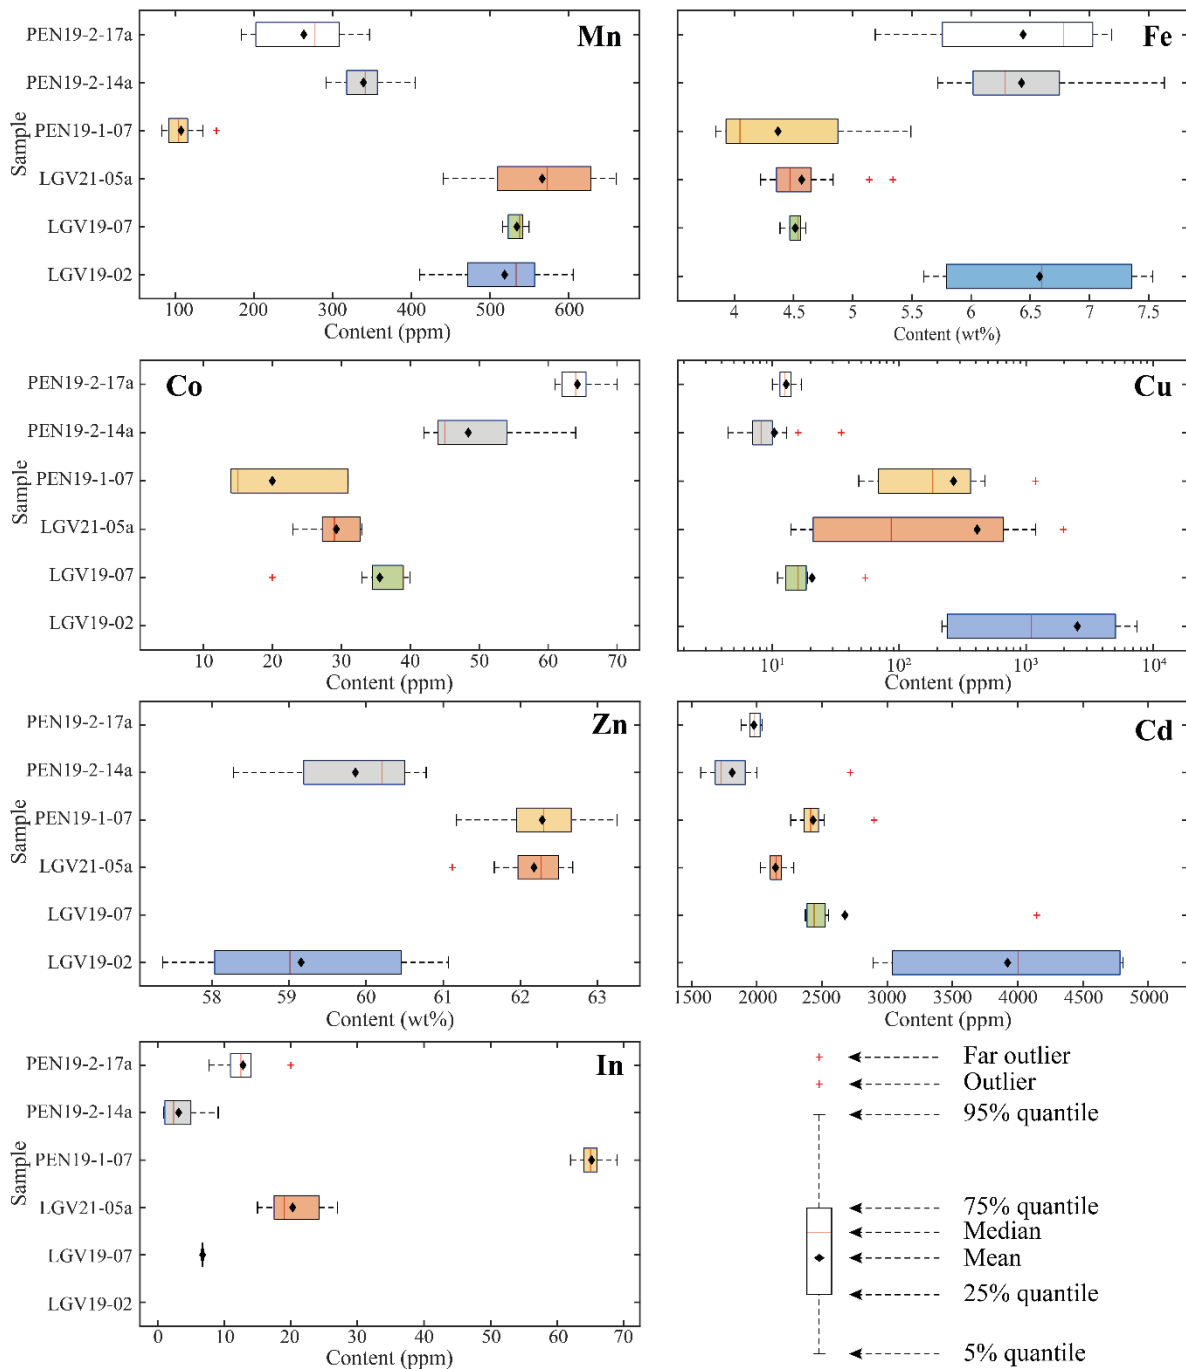 Mn
Sample
PEN19-2-17a
PEN19-2-14a
PEN19-1-07
LGV21-05a
LGV19-07
LGV19-02
100 200 300 400 500 600
Content (ppm)
Fe
4 4.5 5 5.5 6 6.5 7 7.5
Content (wt%)
Co
Sample
PEN19-2-17a
PEN19-2-14a
PEN19-1-07
LGV21-05a
LGV19-07
LGV19-02
10 20 30 40 50 60 70
Content (ppm)
Cu
10¹ 10² 10³ 10⁴
Content (ppm)
Zn
Sample
PEN19-2-17a
PEN19-2-14a
PEN19-1-07
LGV21-05a
LGV19-07
LGV19-02
58 59 60 61 62 63
Content (wt%)
Cd
1500 2000 2500 3000 3500 4000 4500 5000
Content (ppm)
In
Sample
PEN19-2-17a
PEN19-2-14a
PEN19-1-07
LGV21-05a
LGV19-07
LGV19-02
0 10 20 30 40 50 60 70
Content (ppm)
Far outlier
Outlier
95% quantile
75% quantile
Median
Mean
25% quantile
5% quantile